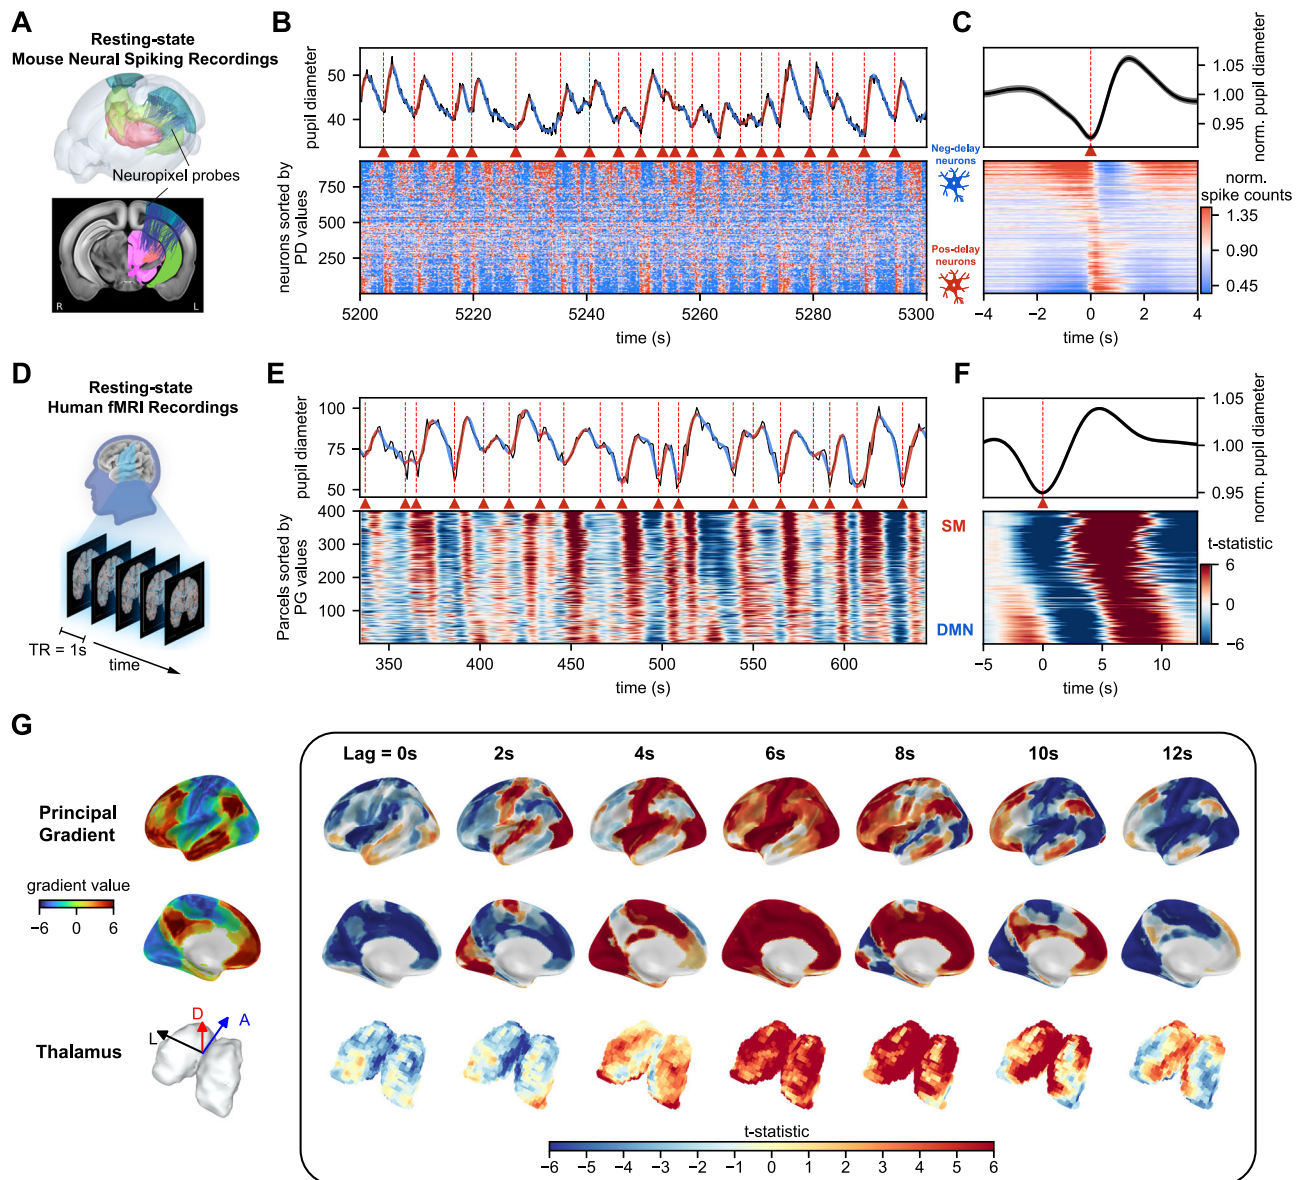 A
Resting-state
Mouse Neural Spiking Recordings
Neuropixel probes
R
L
B
pupil diameter
50
40
neurons sorted by
PD values
750
500
250
5200
5220
5240
5260
5280
5300
time (s)
Neg-delay
neurons
Pos-delay
neurons
C
1.05
1.00
0.95
norm. pupil diameter
norm.
spike counts
1.35
0.90
0.45
−4
−2
0
2
4
time (s)
D
Resting-state
Human fMRI Recordings
TR = 1s
time
E
pupil diameter
100
75
50
Parcels sorted by
PG values
400
300
200
100
350
400
450
500
550
600
time (s)
F
1.05
1.00
0.95
norm. pupil diameter
SM
DMN
t-statistic
6
0
−6
−5
0
5
10
time (s)
G
Lag = 0s
2s
4s
6s
8s
10s
12s
Principal
Gradient
gradient value
−6
0
6
Thalamus
L
D
A
t-statistic
−6
−5
−4
−3
−2
−1
0
1
2
3
4
5
6